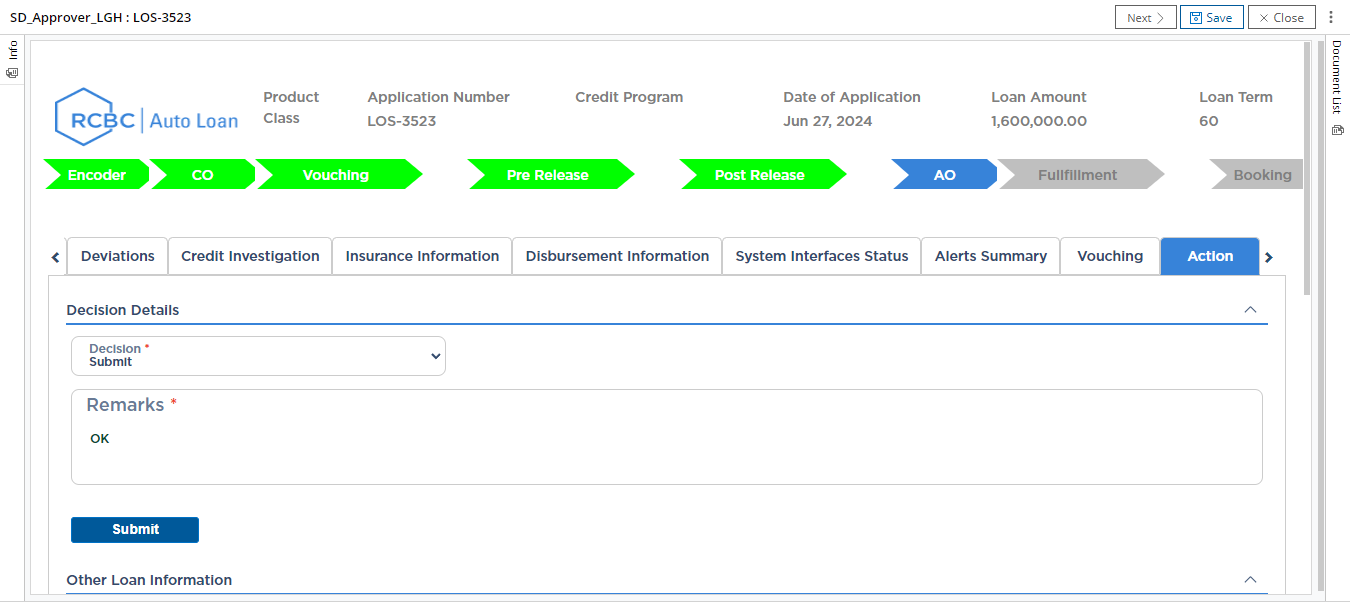 SD_Approver_LGH : LOS-3523
Next
Save
Close
Info
Document List
RCBC Auto Loan
Product Class
Application Number
LOS-3523
Credit Program
Date of Application
Jun 27, 2024
Loan Amount
1,600,000.00
Loan Term
60
Encoder
CO
Vouching
Pre Release
Post Release
AO
Fullfillment
Booking
Deviations
Credit Investigation
Insurance Information
Disbursement Information
System Interfaces Status
Alerts Summary
Vouching
Action
Decision Details
Decision *
Submit
Remarks *
OK
Submit
Other Loan Information